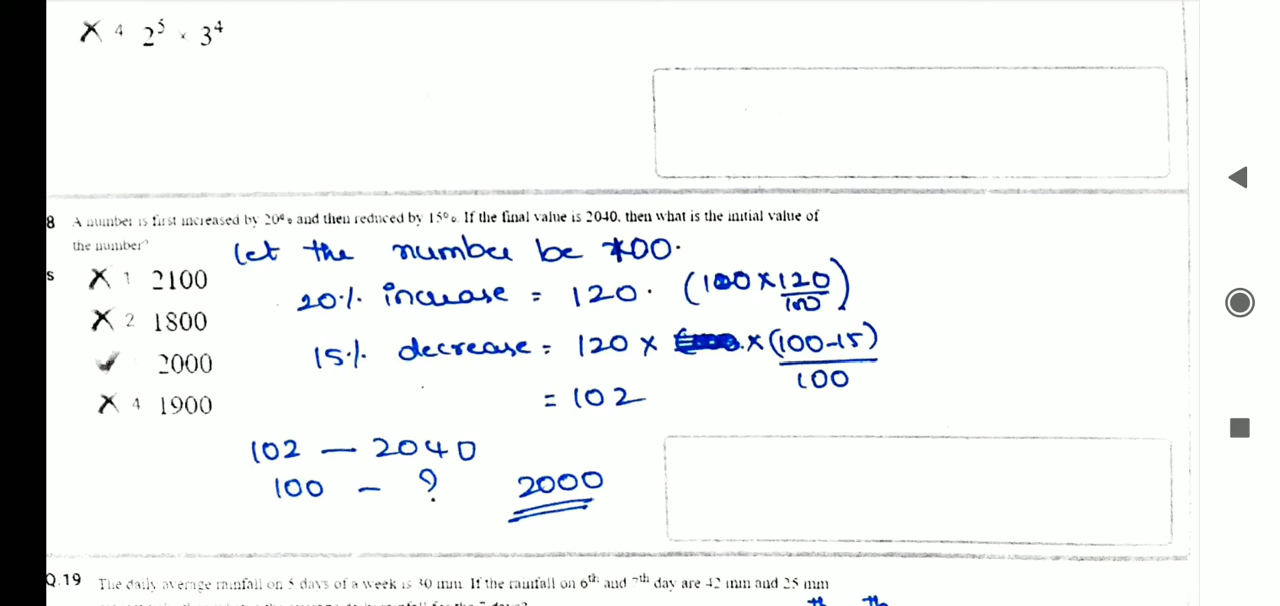 4 2⁵ × 3⁴
8 A number is first increased by 20% and then reduced by 15%. If the final value is 2040, then what is the initial value of
the number?
let the number be 100.
s
1 2100
20% increase = 120. (100 × 120/100)
2 1800
15% decrease = 120 × × (100-15)/100
2000
= 102
4 1900
102 — 2040
100 – ? 2000
Q.19 The daily average rainfall on 5 days of a week is 30 mm. If the rainfall on 6th and 7th day are 42 mm and 25 mm
th th